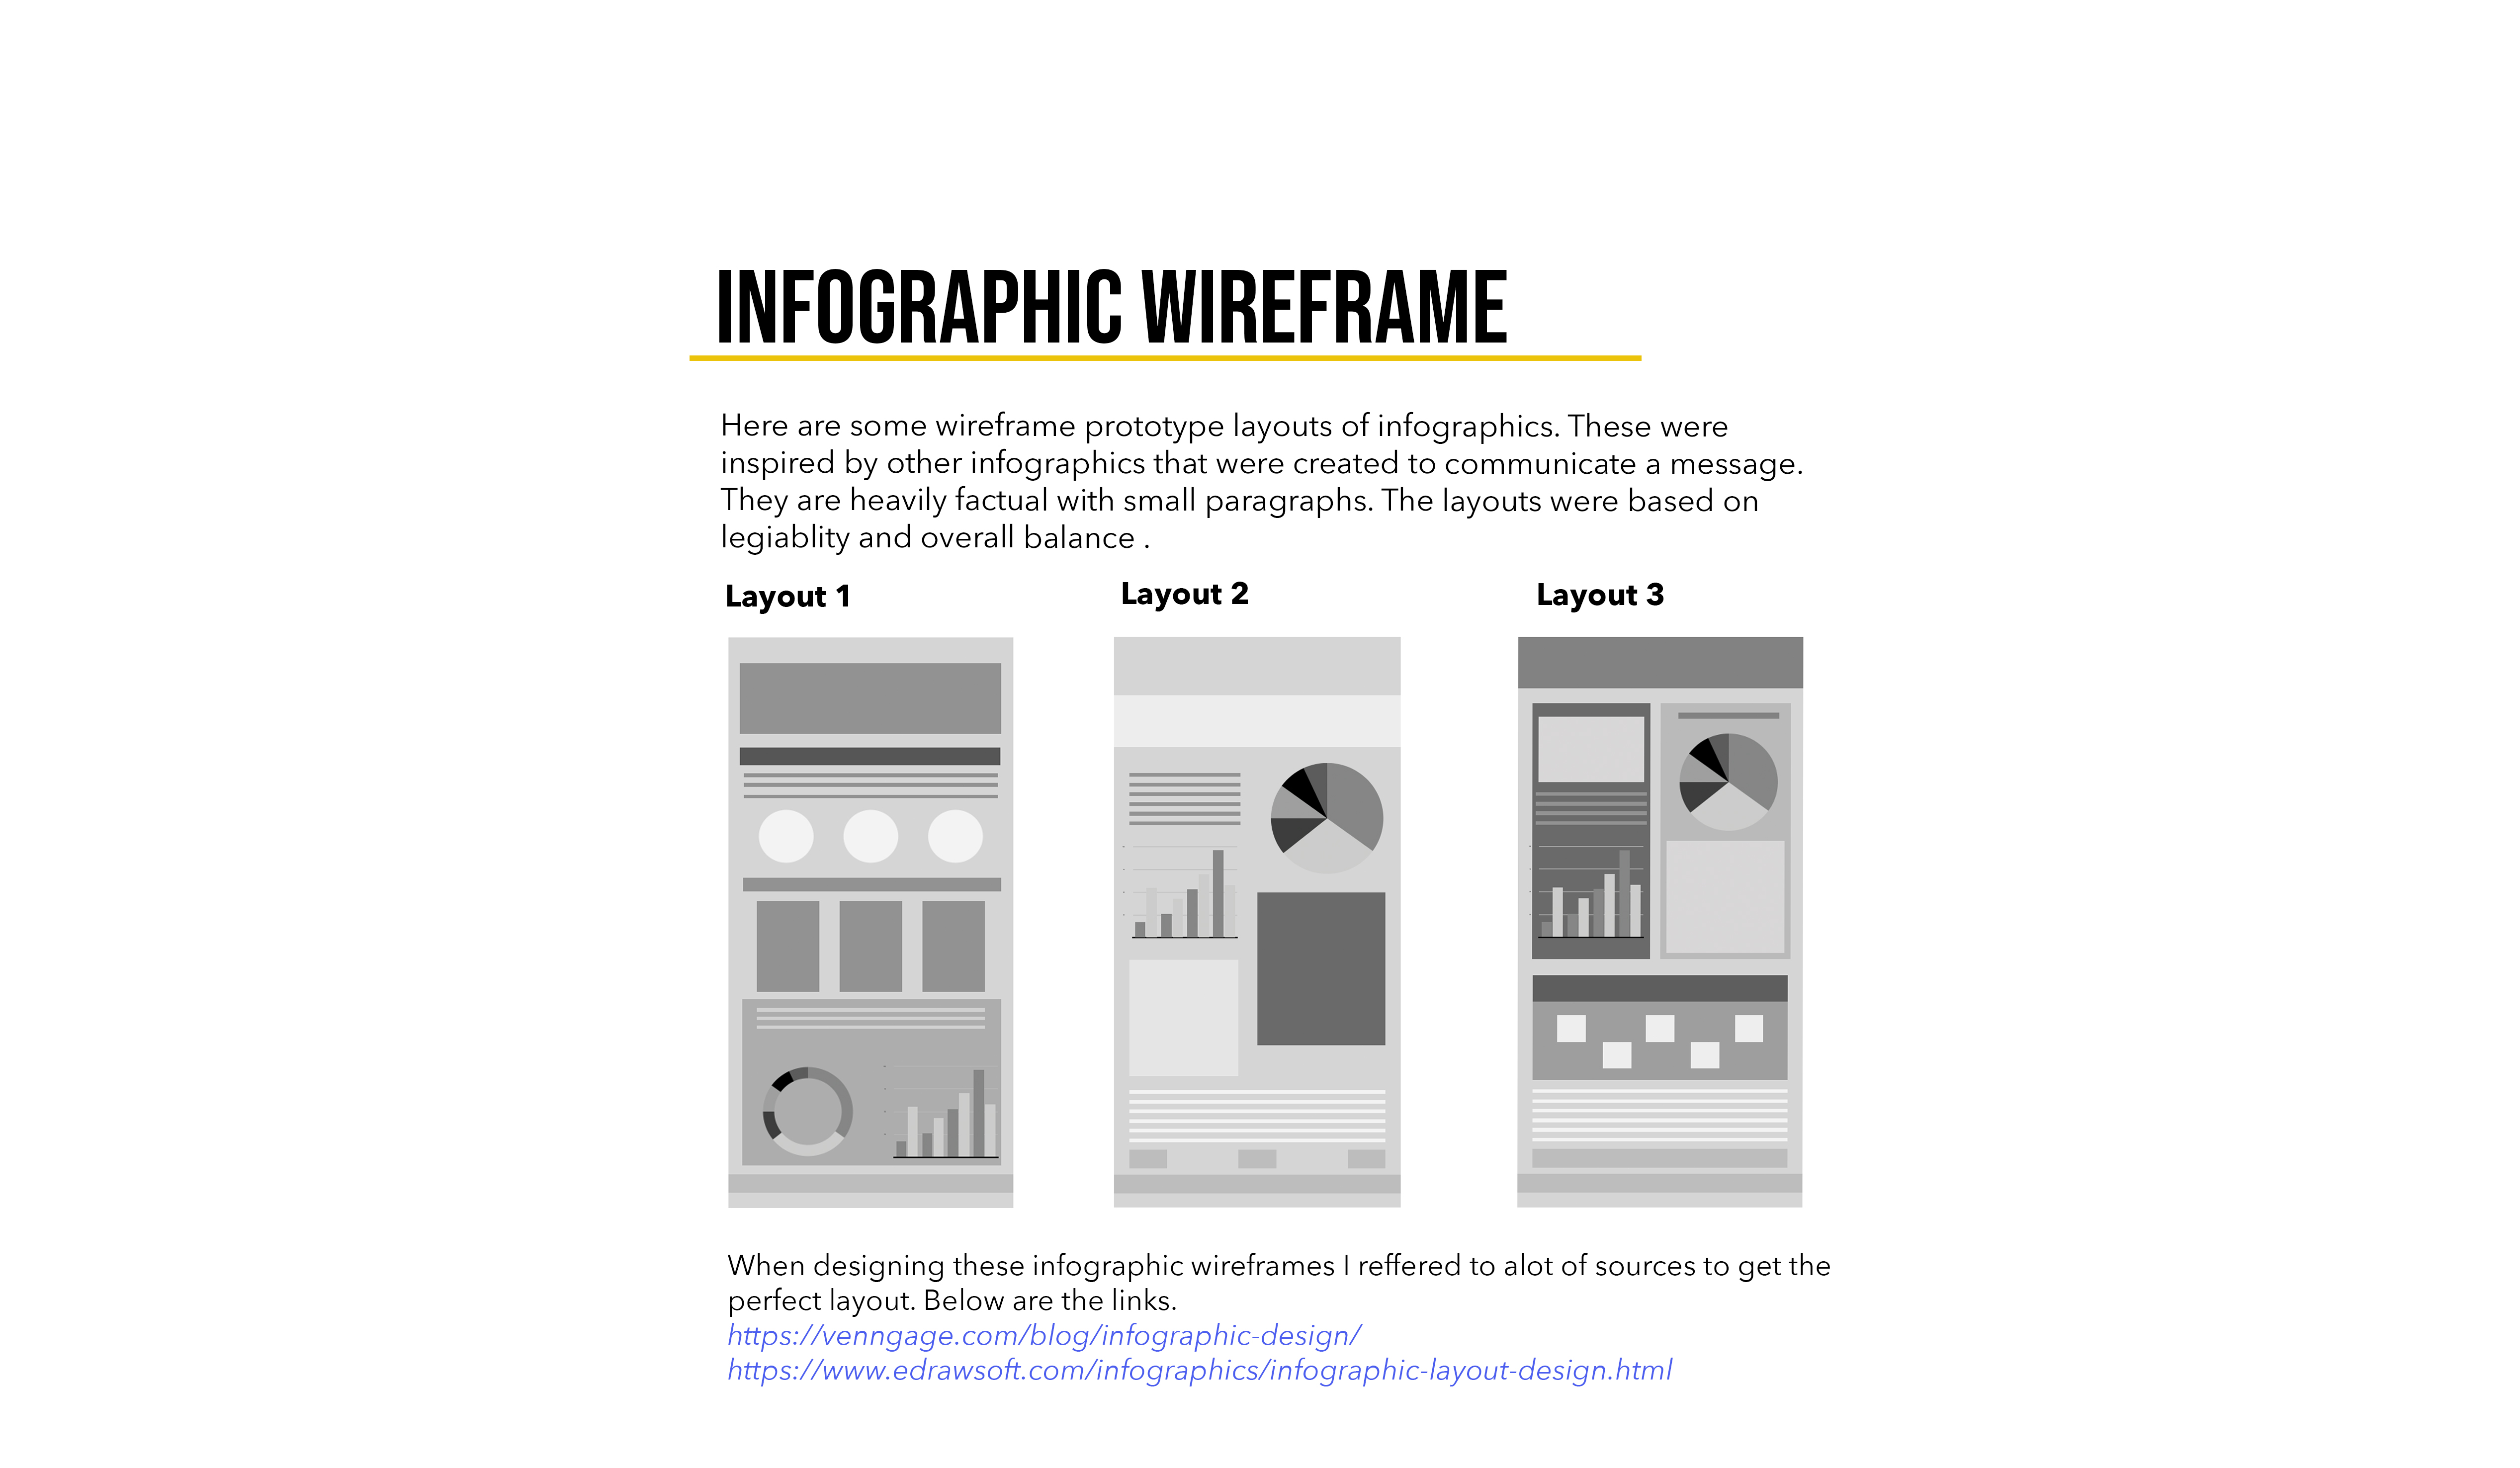 INFOGRAPHIC WIREFRAME
Here are some wireframe prototype layouts of infographics. These were
inspired by other infographics that were created to communicate a message.
They are heavily factual with small paragraphs. The layouts were based on
legiablity and overall balance .
Layout 1
Layout 2
Layout 3
When designing these infographic wireframes I reffered to alot of sources to get the
perfect layout. Below are the links.
https://venngage.com/blog/infographic-design/
https://www.edrawsoft.com/infographics/infographic-layout-design.html